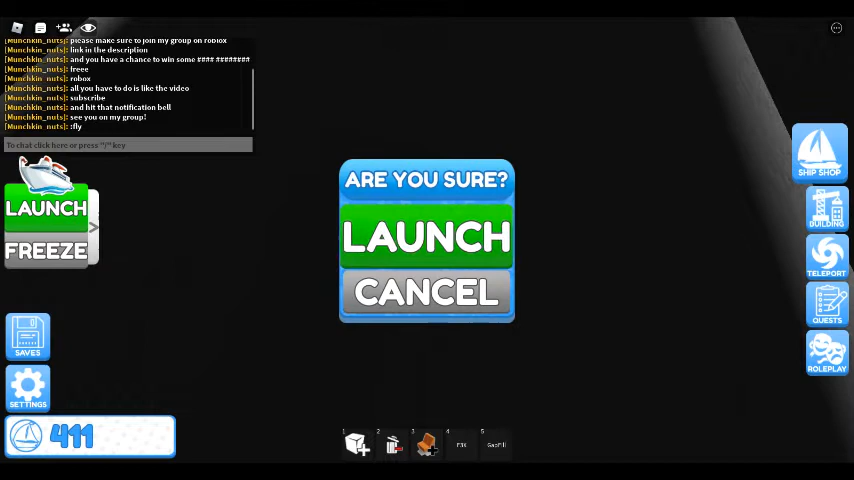 [Munchkin_nuts]: please make sure to join my group on roblox
[Munchkin_nuts]: link in the description
[Munchkin_nuts]: and you have a chance to win some #### ########
[Munchkin_nuts]: freee
[Munchkin_nuts]: robox
[Munchkin_nuts]: all you have to do is like the video
[Munchkin_nuts]: subscribe
[Munchkin_nuts]: and hit that notification bell
[Munchkin_nuts]: see you on my group!
[Munchkin_nuts]: :fly
To chat click here or press "/" key
LAUNCH
FREEZE
ARE YOU SURE?
LAUNCH
CANCEL
SHIP SHOP
BUILDING
TELEPORT
QUESTS
ROLEPLAY
SAVES
SETTINGS
411
1
2
3
4
5
F3X
GapFill